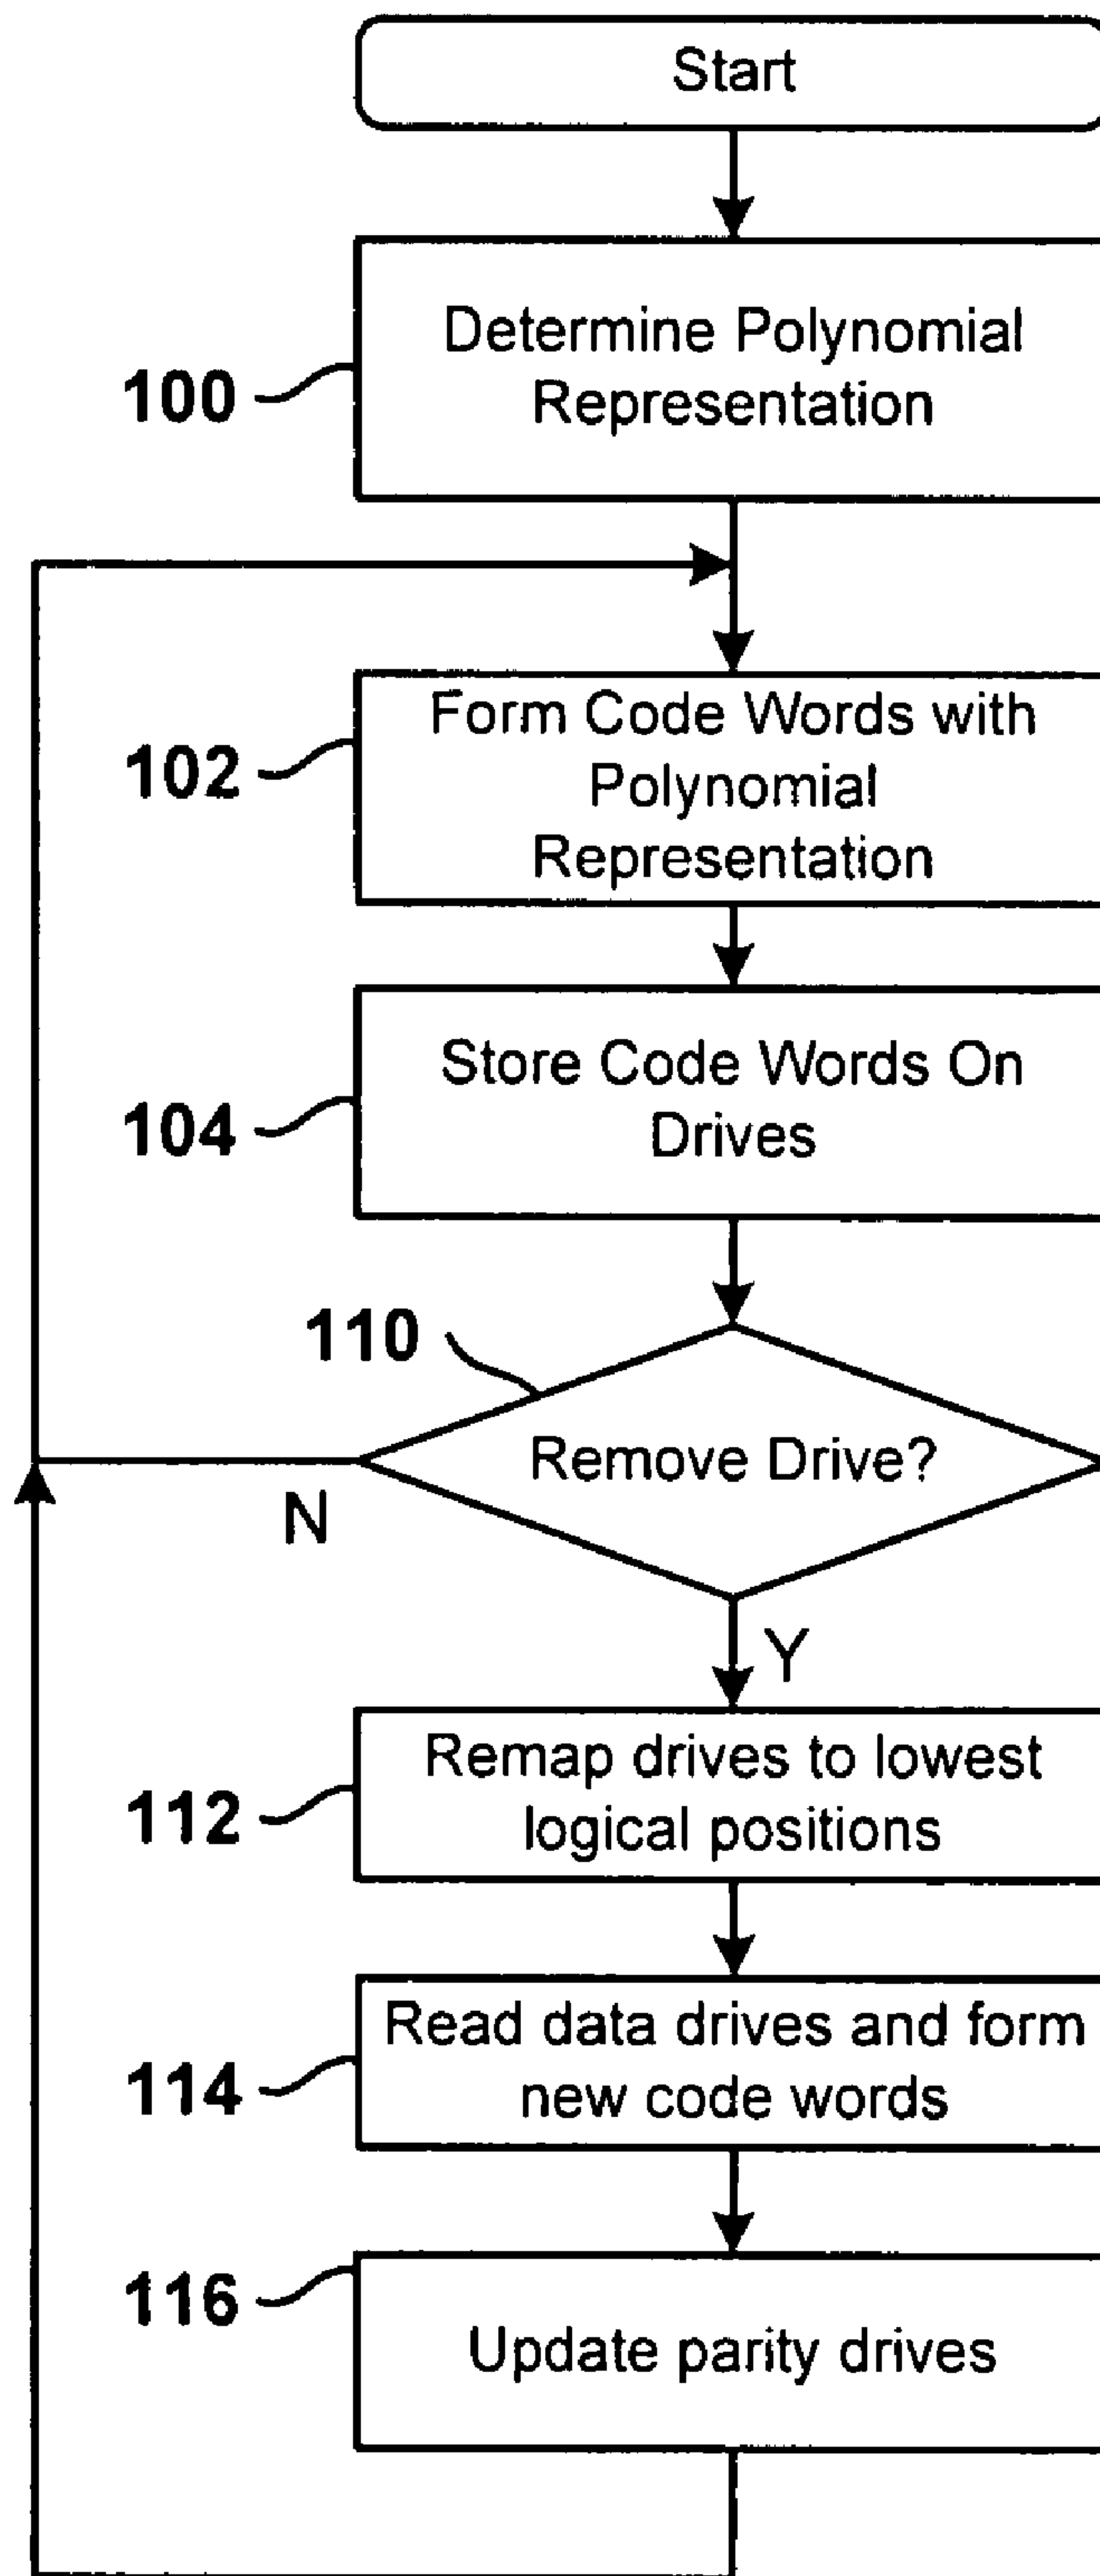 Start
Determine Polynomial
Representation
100
Form Code Words with
Polynomial
Representation
102
Store Code Words On
Drives
104
110
Remove Drive?
N
Y
Remap drives to lowest
logical positions
112
Read data drives and form
new code words
114
116
Update parity drives